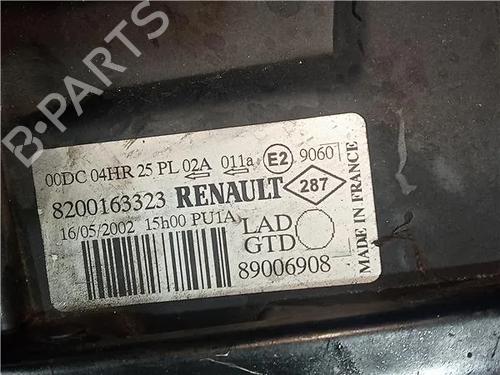 B-PARTS
00DC 04HR 25 PL 02A 011a E2 9060
8200163323 RENAULT 287
16/05/2002 15h00 PU1A LAD
GTD
89006908
MADE IN FRANCE
B-PARTS